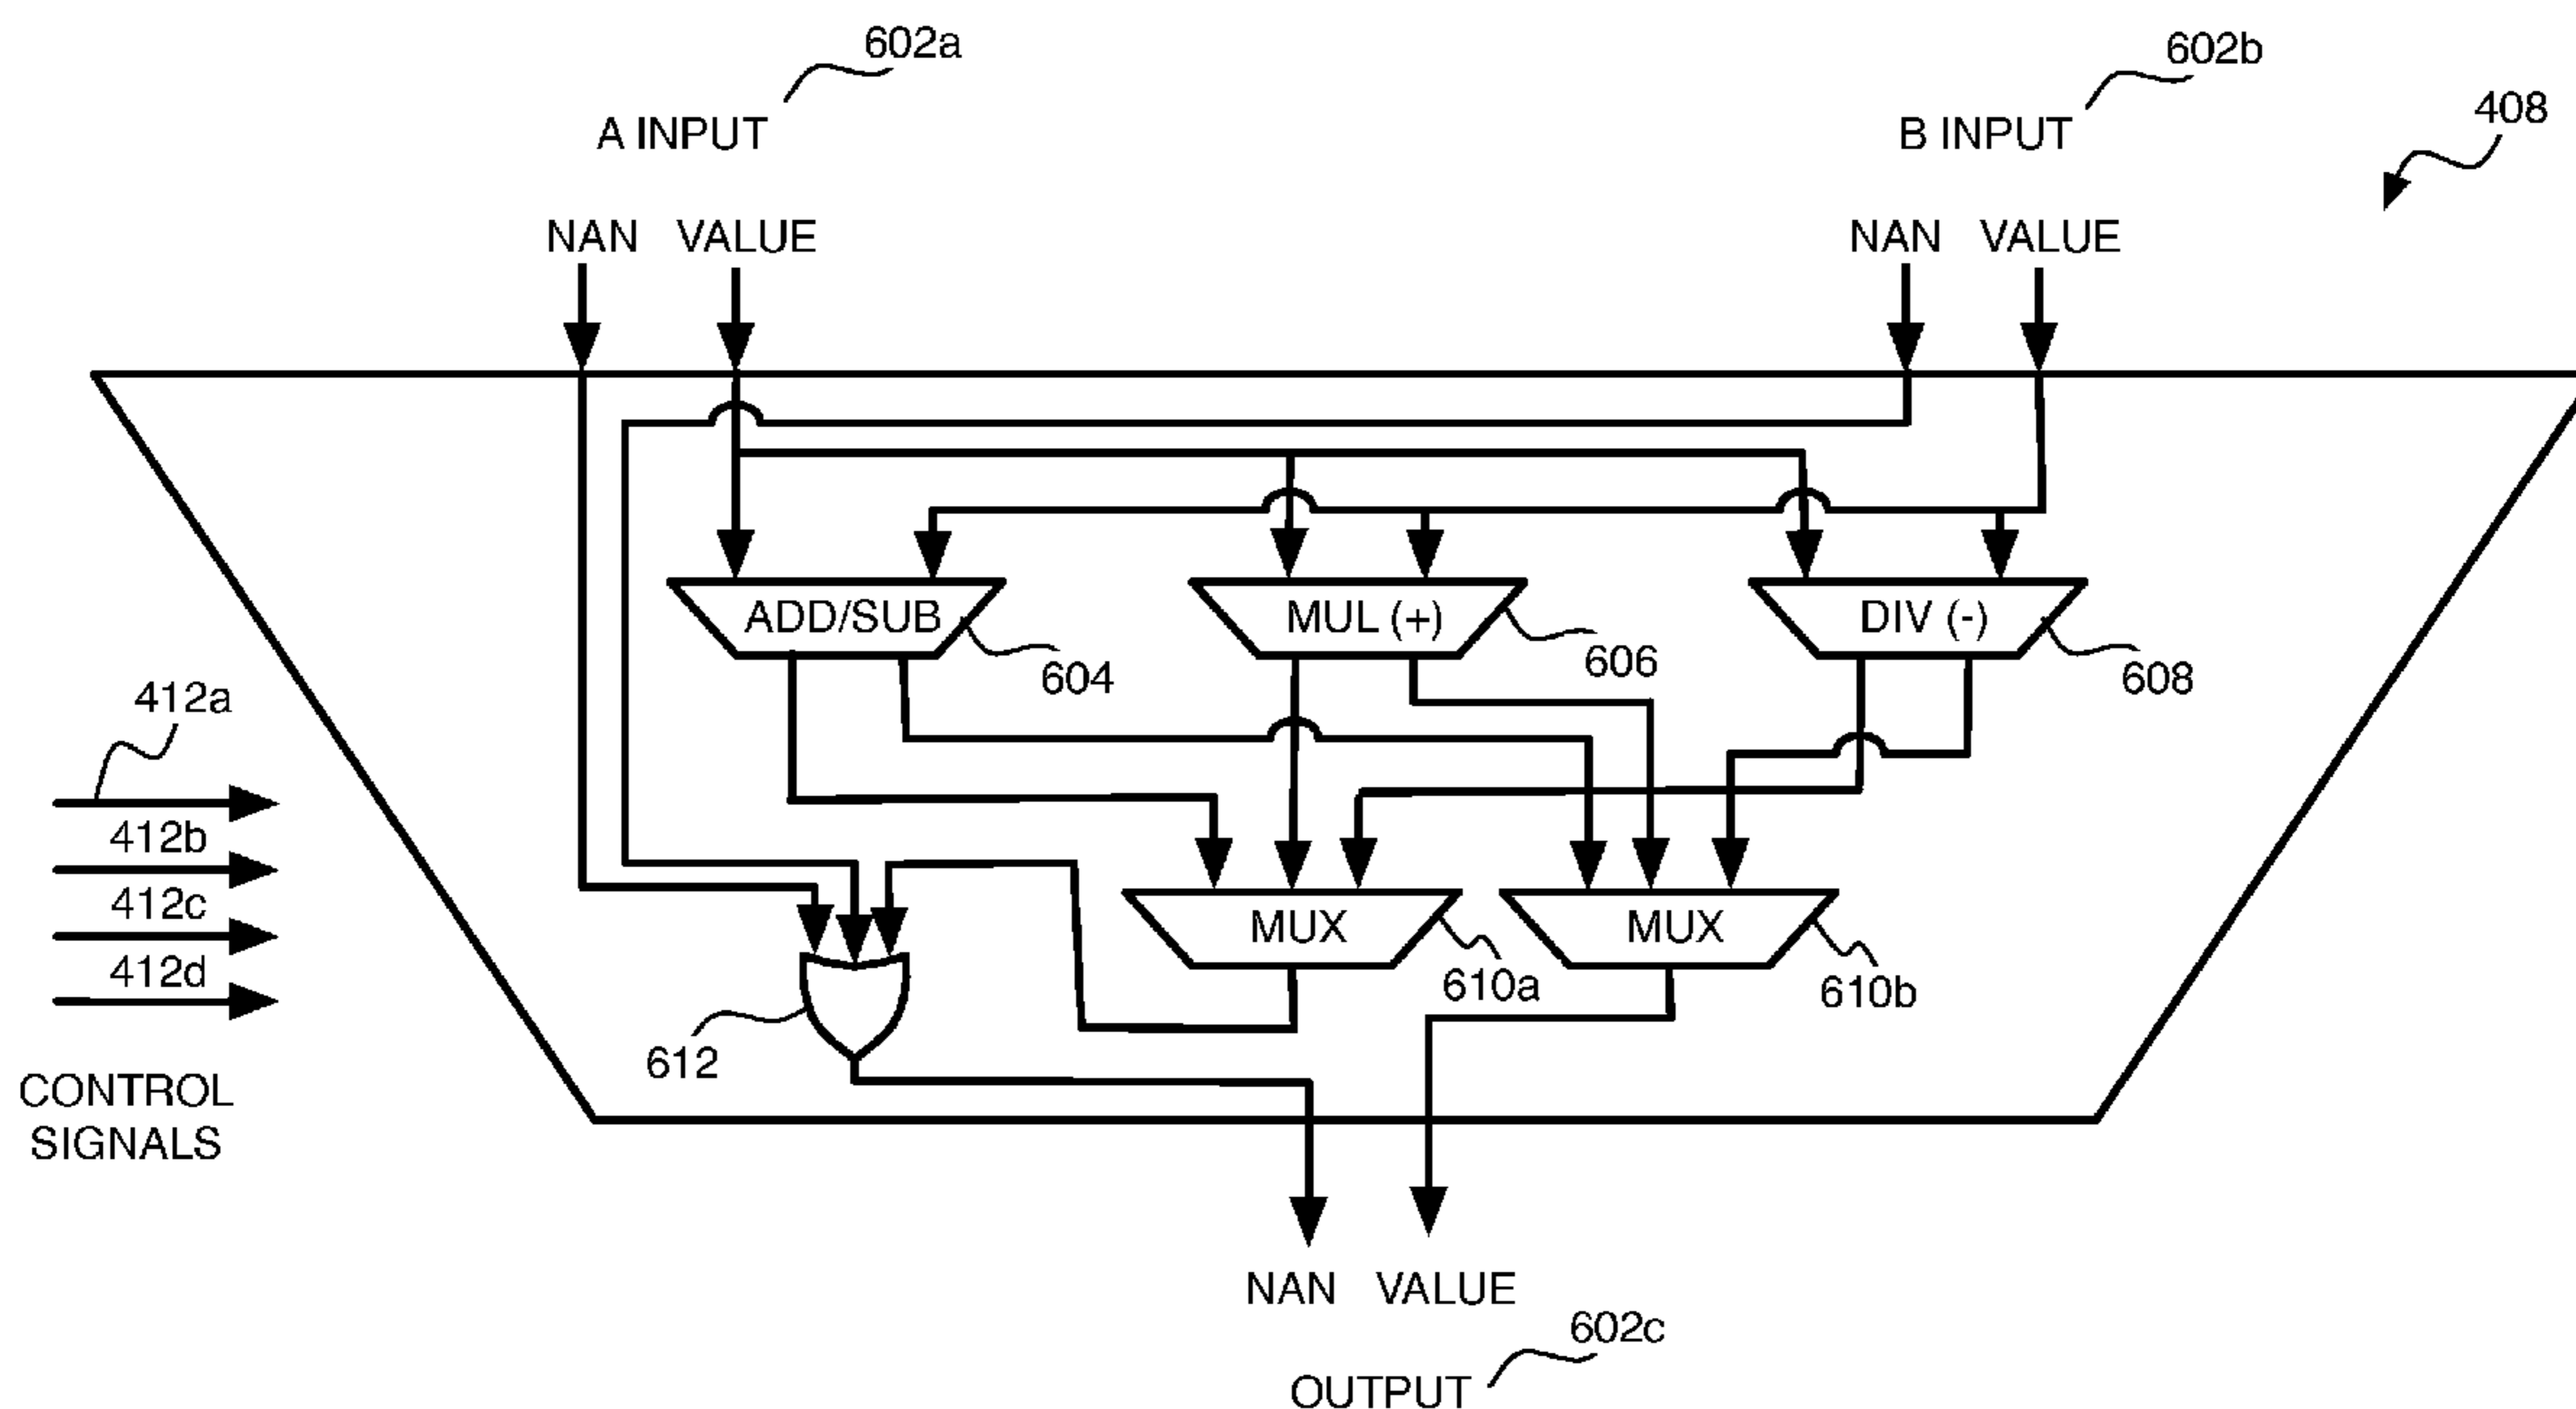 602a
602b
408
A INPUT
B INPUT
NAN VALUE
NAN VALUE
ADD/SUB
MUL (+)
DIV (-)
604
606
608
412a
412b
412c
412d
CONTROL
SIGNALS
MUX
MUX
610a
610b
612
NAN VALUE
602c
OUTPUT